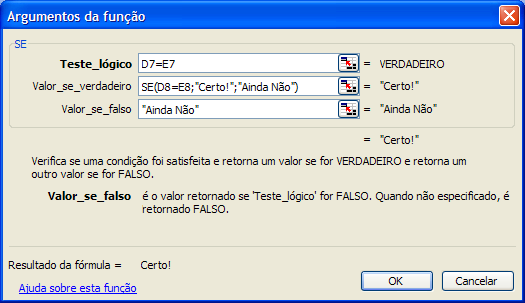 Argumentos da função
SE
Teste_lógico D7=E7 = VERDADEIRO
Valor_se_verdadeiro SE(D8=E8;"Certo!";"Ainda Não") = "Certo!"
Valor_se_falso "Ainda Não" = "Ainda Não"
= "Certo!"
Verifica se uma condição foi satisfeita e retorna um valor se for VERDADEIRO e retorna um
outro valor se for FALSO.
Valor_se_falso é o valor retornado se 'Teste_lógico' for FALSO. Quando não especificado, é
retornado FALSO.
Resultado da fórmula = Certo!
Ajuda sobre esta função OK Cancelar